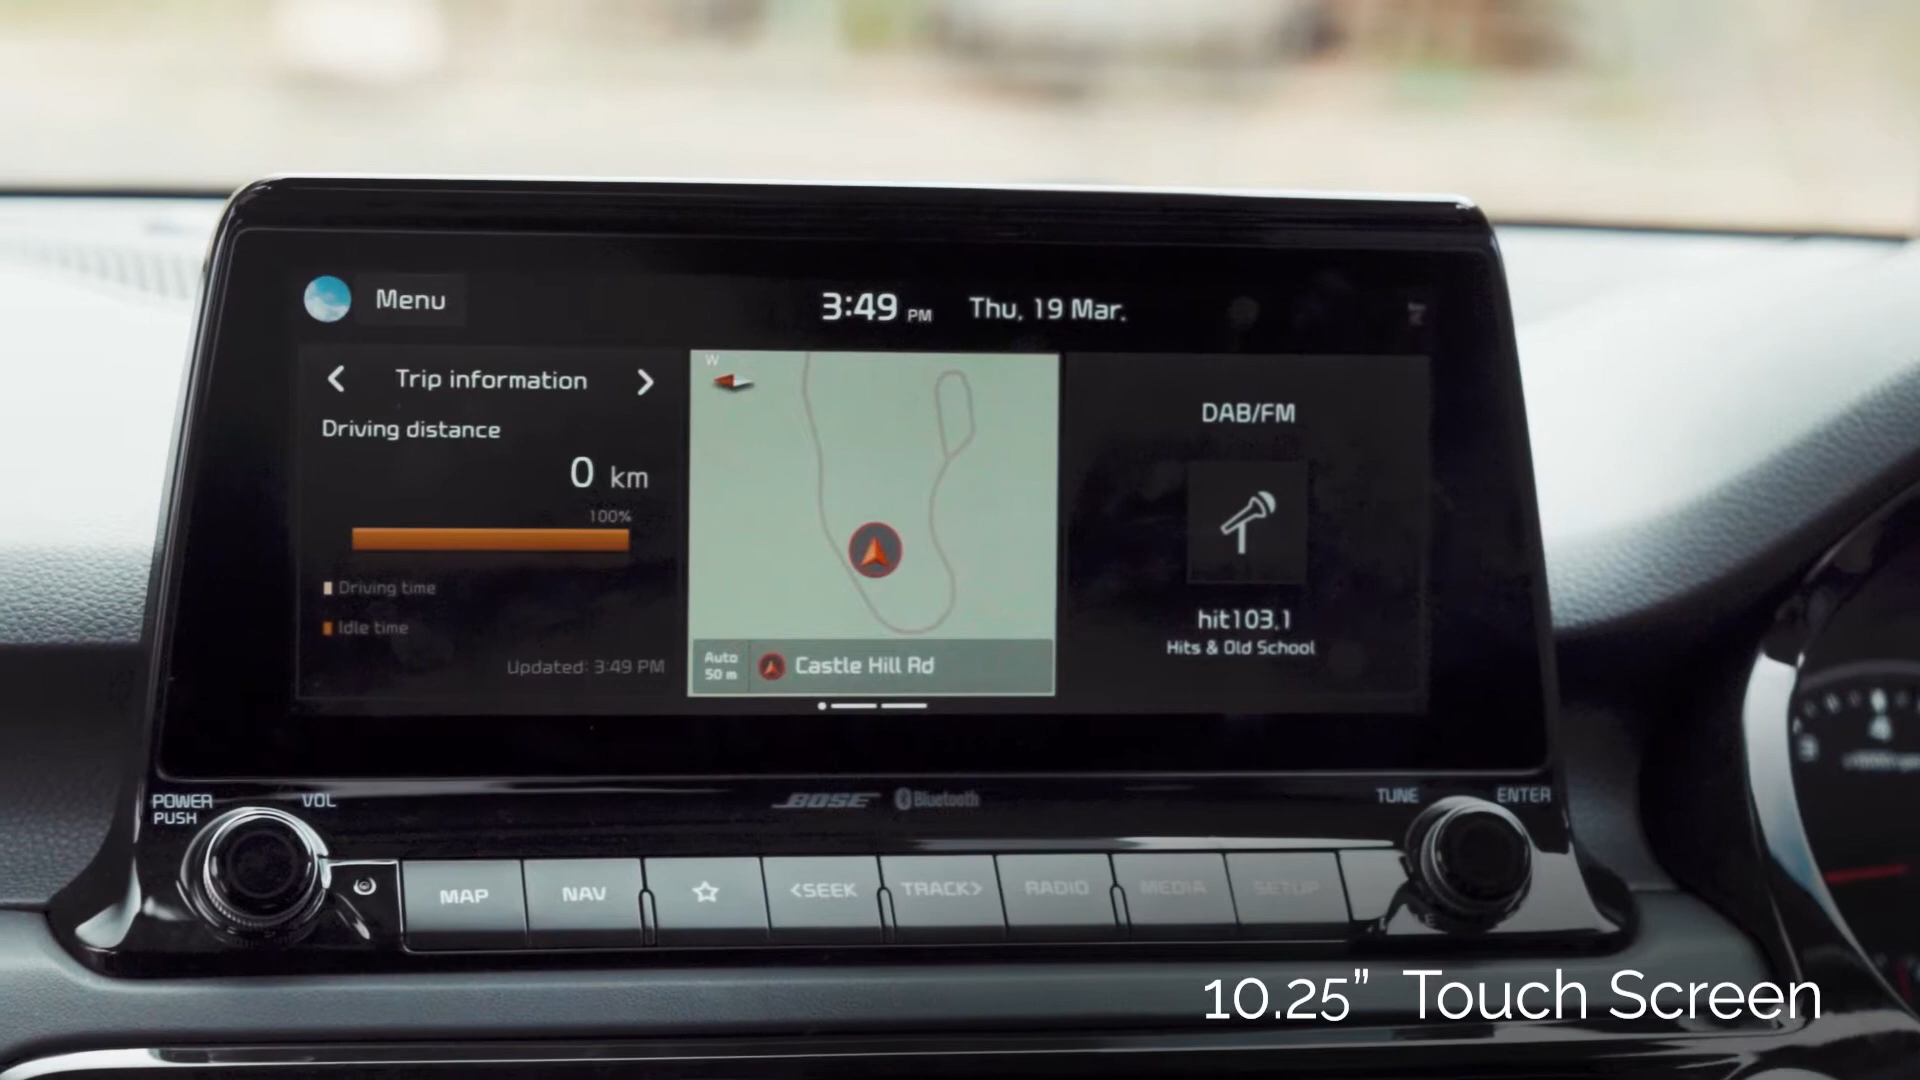 Menu
3:49 PM Thu, 19 Mar.
Trip information
Driving distance
0 km
100%
Driving time
Idle time
Updated: 3:49 PM
W
Auto
50 m
Castle Hill Rd
DAB/FM
hit103.1
Hits & Old School
POWER
PUSH
VOL
BOSE
Bluetooth
TUNE
ENTER
MAP
NAV
<SEEK
TRACK>
RADIO
MEDIA
SETUP
3
4
10.25” Touch Screen